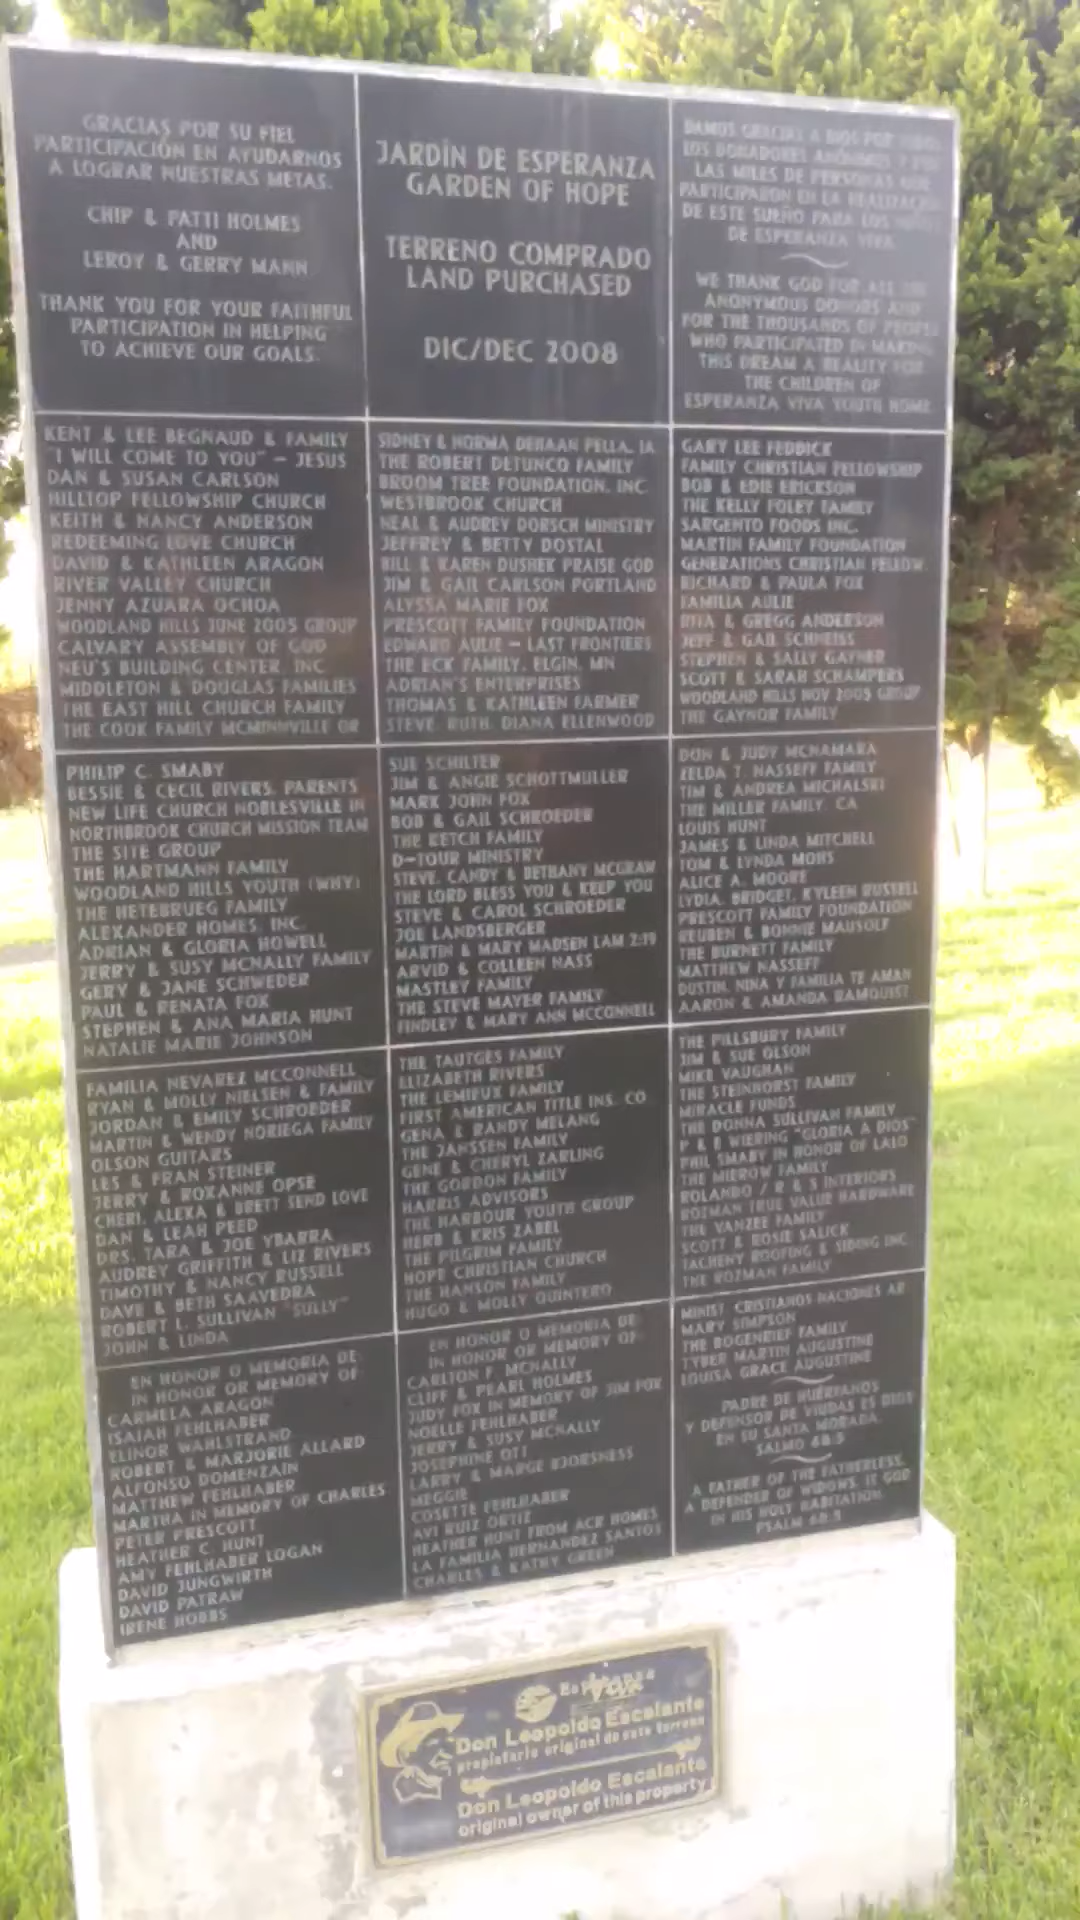 GRACIAS POR SU FIEL
PARTICIPACIÓN EN AYUDARNOS
A LOGRAR NUESTRAS METAS.
CHIP & PATTI HOLMES
AND
LEROY & GERRY MANN
THANK YOU FOR YOUR FAITHFUL
PARTICIPATION IN HELPING
TO ACHIEVE OUR GOALS.
JARDÍN DE ESPERANZA
GARDEN OF HOPE
TERRENO COMPRADO
LAND PURCHASED
DIC/DEC 2008
DAMOS GRACIAS A DIOS POR TODOS
LOS DONADORES ANÓNIMOS Y POR
LAS MILES DE PERSONAS QUE
PARTICIPARON EN LA REALIZACIÓN
DE ESTE SUEÑO PARA LOS NIÑOS
DE ESPERANZA VIVA.
WE THANK GOD FOR ALL THE
ANONYMOUS DONORS AND
FOR THE THOUSANDS OF PEOPLE
WHO PARTICIPATED IN MAKING
THIS DREAM A REALITY FOR
THE CHILDREN OF
ESPERANZA VIVA YOUTH HOME.
KENT & LEE BEGNAUD & FAMILY
"I WILL COME TO YOU" - JESUS
DAN & SUSAN CARLSON
HILLTOP FELLOWSHIP CHURCH
KEITH & NANCY ANDERSON
REDEEMING LOVE CHURCH
DAVID & KATHLEEN ARAGON
RIVER VALLEY CHURCH
JENNY AZUARA OCHOA
WOODLAND HILLS JUNE 2005 GROUP
CALVARY ASSEMBLY OF GOD
NEU'S BUILDING CENTER, INC.
MIDDLETON & DOUGLAS FAMILIES
THE EAST HILL CHURCH FAMILY
THE COOK FAMILY MCMINNVILLE OR
SIDNEY & NORMA DEHAAN PELLA, IA
THE ROBERT DETUNCQ FAMILY
BROOM TREE FOUNDATION, INC.
WESTBROOK CHURCH
NEAL & AUDREY DORSCH MINISTRY
JEFFREY & BETTY DOSTAL
BILL & KAREN DUSHEK PRAISE GOD
JIM & GAIL CARLSON PORTLAND
ALYSSA MARIE FOX
PRESCOTT FAMILY FOUNDATION
EDWARD AULIE - LAST FRONTIERS
THE ECK FAMILY, ELGIN, MN
ADRIAN'S ENTERPRISES
THOMAS & KATHLEEN FARMER
STEVE, RUTH, DIANA ELLENWOOD
GARY LEE FEDDICK
FAMILY CHRISTIAN FELLOWSHIP
BOB & EDIE ERICKSON
THE KELLY FOLEY FAMILY
SARGENTO FOODS INC.
MARTIN FAMILY FOUNDATION
GENERATIONS CHRISTIAN FELLOW.
RICHARD & PAULA FOX
FAMILIA AULIE
RITA & GREGG ANDERSON
JEFF & GAIL SCHNEISS
STEPHEN & SALLY GAYNER
SCOTT & SARAH SCHAMPERS
WOODLAND HILLS NOV 2005 GROUP
THE GAYNOR FAMILY
PHILIP C. SMABY
BESSIE & CECIL RIVERS, PARENTS
NEW LIFE CHURCH NOBLESVILLE IN
NORTHBROOK CHURCH MISSION TEAM
THE SITE GROUP
THE HARTMANN FAMILY
WOODLAND HILLS YOUTH (WHY)
THE HETEBRUEG FAMILY
ALEXANDER HOMES, INC.
ADRIAN & GLORIA HOWELL
JERRY & SUSY MCNALLY FAMILY
GERY & JANE SCHWEDER
PAUL & RENATA FOX
STEPHEN & ANA MARIA HUNT
NATALIE MARIE JOHNSON
SUE SCHILTER
JIM & ANGIE SCHOTTMULLER
MARK JOHN FOX
BOB & GAIL SCHROEDER
THE KETCH FAMILY
D-TOUR MINISTRY
STEVE, CANDY & BETHANY MCGRAW
THE LORD BLESS YOU & KEEP YOU
STEVE & CAROL SCHROEDER
JOE LANDSBERGER
MARTIN & MARY MADSEN LAM 2:19
ARVID & COLLEEN NASS
MASTLEY FAMILY
THE STEVE MAYER FAMILY
FINDLEY & MARY ANN MCCONNELL
DON & JUDY MCNAMARA
ZELDA T. NASSEFF FAMILY
TIM & ANDREA MICHALSKI
THE MILLER FAMILY, CA
LOUIS HUNT
JAMES & LINDA MITCHELL
TOM & LYNDA MOHS
ALICE A. MOORE
LYDIA, BRIDGET, KYLEEN RUSSELL
PRESCOTT FAMILY FOUNDATION
REUBEN & BONNIE MAUSOLF
THE BURNETT FAMILY
MATTHEW NASSEFF
DUSTIN, NINA Y FAMILIA TE AMAN
AARON & AMANDA RAMQUIST
FAMILIA NEVAREZ MCCONNELL
RYAN & MOLLY NIELSEN & FAMILY
JORDAN & EMILY SCHROEDER
MARTIN & WENDY NORIEGA FAMILY
OLSON GUITARS
LES & FRAN STEINER
JERRY & ROXANNE OPSE
CHERI, ALEXA & BRETT SEND LOVE
DAN & LEAH PEED
DRS. TARA & JOE YBARRA
AUDREY GRIFFITH & LIZ RIVERS
TIMOTHY & NANCY RUSSELL
DAVE & BETH SAAVEDRA
ROBERT L. SULLIVAN "SULLY"
JOHN & LINDA
THE TAUTGES FAMILY
ELIZABETH RIVERS
THE LEMIEUX FAMILY
FIRST AMERICAN TITLE INS. CO
GENA & RANDY MELANG
THE JANSSEN FAMILY
GENE & CHERYL ZARLING
THE GORDON FAMILY
HARRIS ADVISORS
THE HARBOUR YOUTH GROUP
HERB & KRIS ZABEL
THE PILGRIM FAMILY
HOPE CHRISTIAN CHURCH
THE HANSON FAMILY
HUGO & MOLLY QUINTERO
THE PILLSBURY FAMILY
JIM & SUE OLSON
MIKE VAUGHAN
THE STEINHORST FAMILY
MIRACLE FUNDS
THE DONNA SULLIVAN FAMILY
P & E WIERING "GLORIA A DIOS"
PHIL SMABY IN HONOR OF LALO
THE MIEROW FAMILY
ROLANDO / R & S INTERIORS
ROZMAN TRUE VALUE HARDWARE
THE VANZEE FAMILY
SCOTT & ROSIE SALICK
TACHENY ROOFING & SIDING INC.
THE ROZMAN FAMILY
EN HONOR O MEMORIA DE:
IN HONOR OR MEMORY OF:
CARMELA ARAGON
ISAIAH FEHLHABER
ELINOR WAHLSTRAND
ROBERT & MARJORIE ALLARD
ALFONSO DOMENZAIN
MATTHEW FEHLHABER
MARTHA IN MEMORY OF CHARLES
PETER PRESCOTT
HEATHER C. HUNT
AMY FEHLHABER LOGAN
DAVID JUNGWIRTH
DAVID PATRAW
IRENE HOBBS
EN HONOR O MEMORIA DE:
IN HONOR OR MEMORY OF:
CARLTON F. MCNALLY
CLIFF & PEARL HOLMES
JUDY FOX IN MEMORY OF JIM FOX
NOELLE FEHLHABER
JERRY & SUSY MCNALLY
JOSEPHINE OTT
LARRY & MARGE BJORSNESS
MEGGIE
COSETTE FEHLHABER
AVI RUIZ ORTIZ
HEATHER HUNT FROM ACR HOMES
LA FAMILIA HERNANDEZ SANTOS
CHARLES & KATHY GREEN
MINIST. CRISTIANOS NACIONES AR
MARY SIMPSON
THE BOGENRIEF FAMILY
TYBER MARTIN AUGUSTINE
LOUISA GRACE AUGUSTINE
PADRE DE HUÉRFANOS
Y DEFENSOR DE VIUDAS ES DIOS
EN SU SANTA MORADA.
SALMO 68:5
A FATHER OF THE FATHERLESS,
A DEFENDER OF WIDOWS, IS GOD
IN HIS HOLY HABITATION.
PSALM 68:5
Esperanza
Viva
Don Leopoldo Escalante
propietario original de este terreno
Don Leopoldo Escalante
original owner of this property